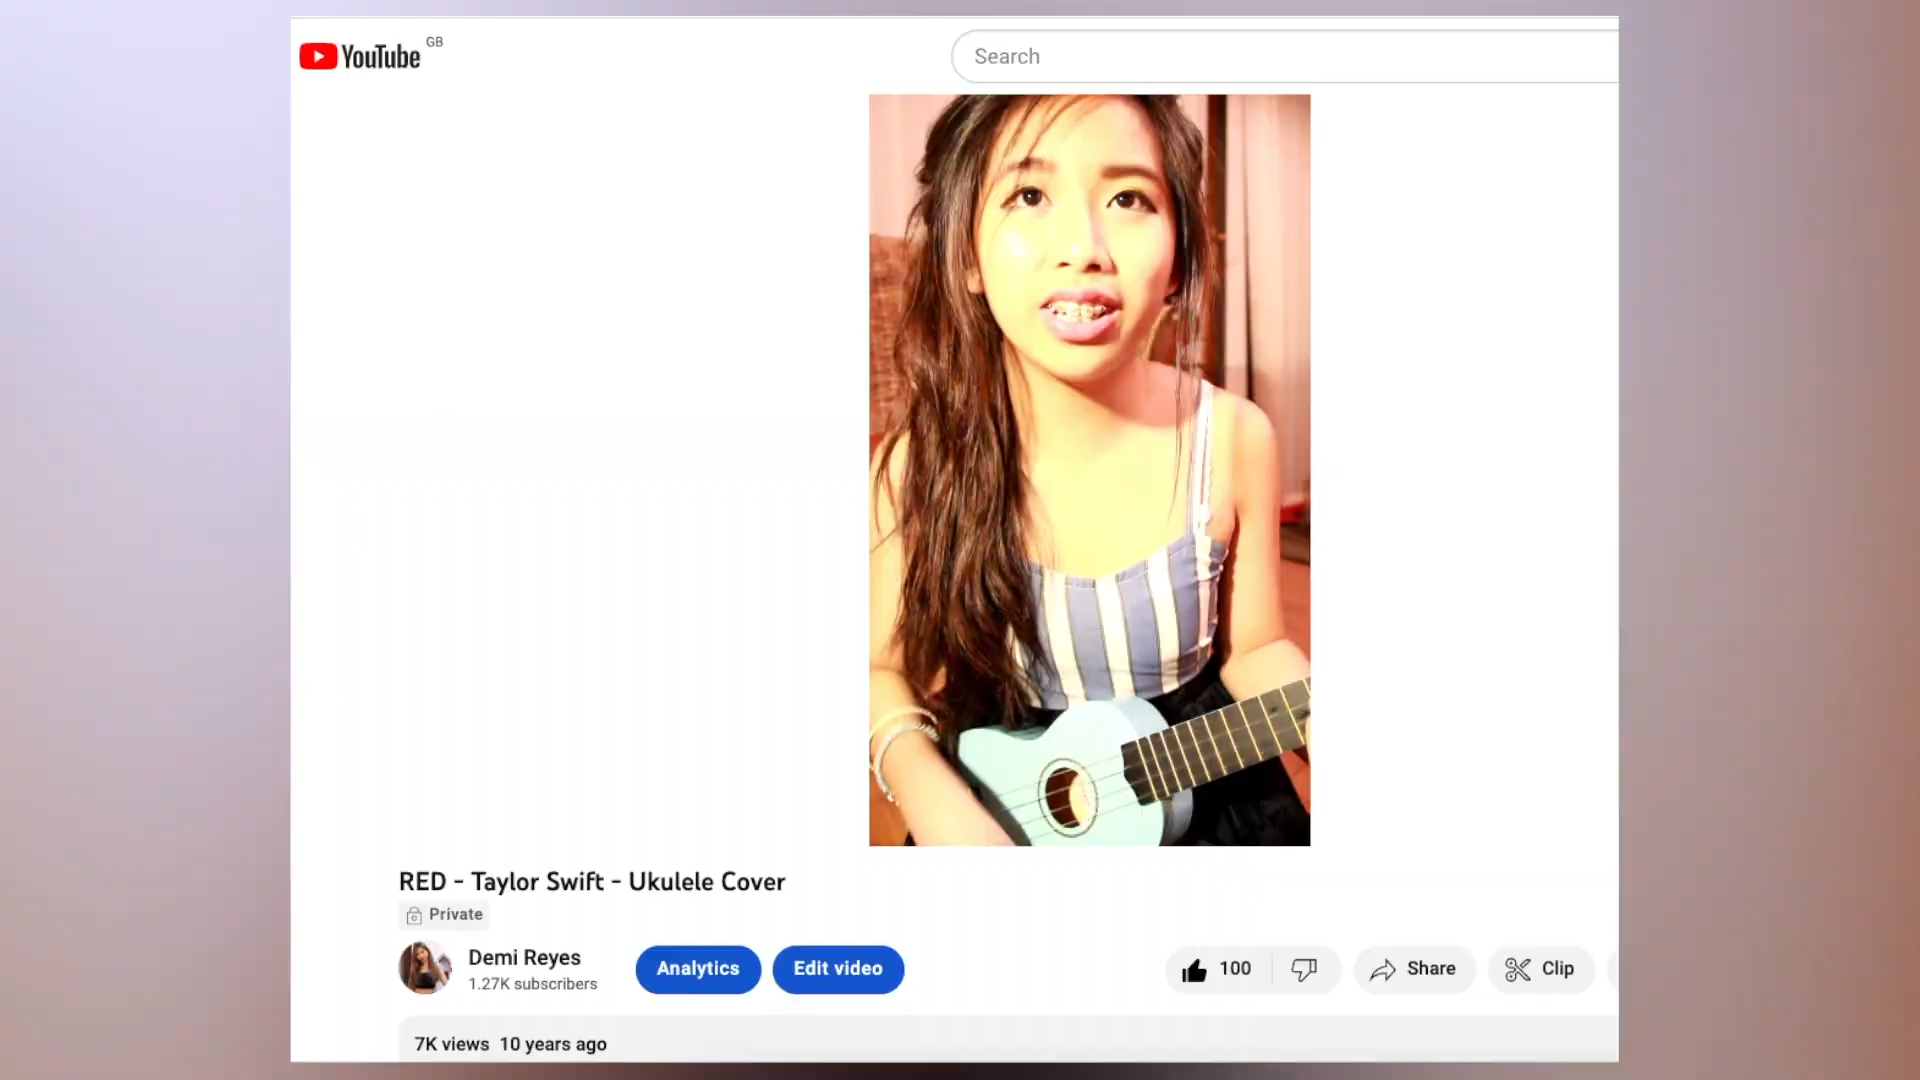 YouTube GB
Search
RED - Taylor Swift - Ukulele Cover
Private
Demi Reyes
1.27K subscribers
Analytics
Edit video
100
Share
Clip
7K views 10 years ago